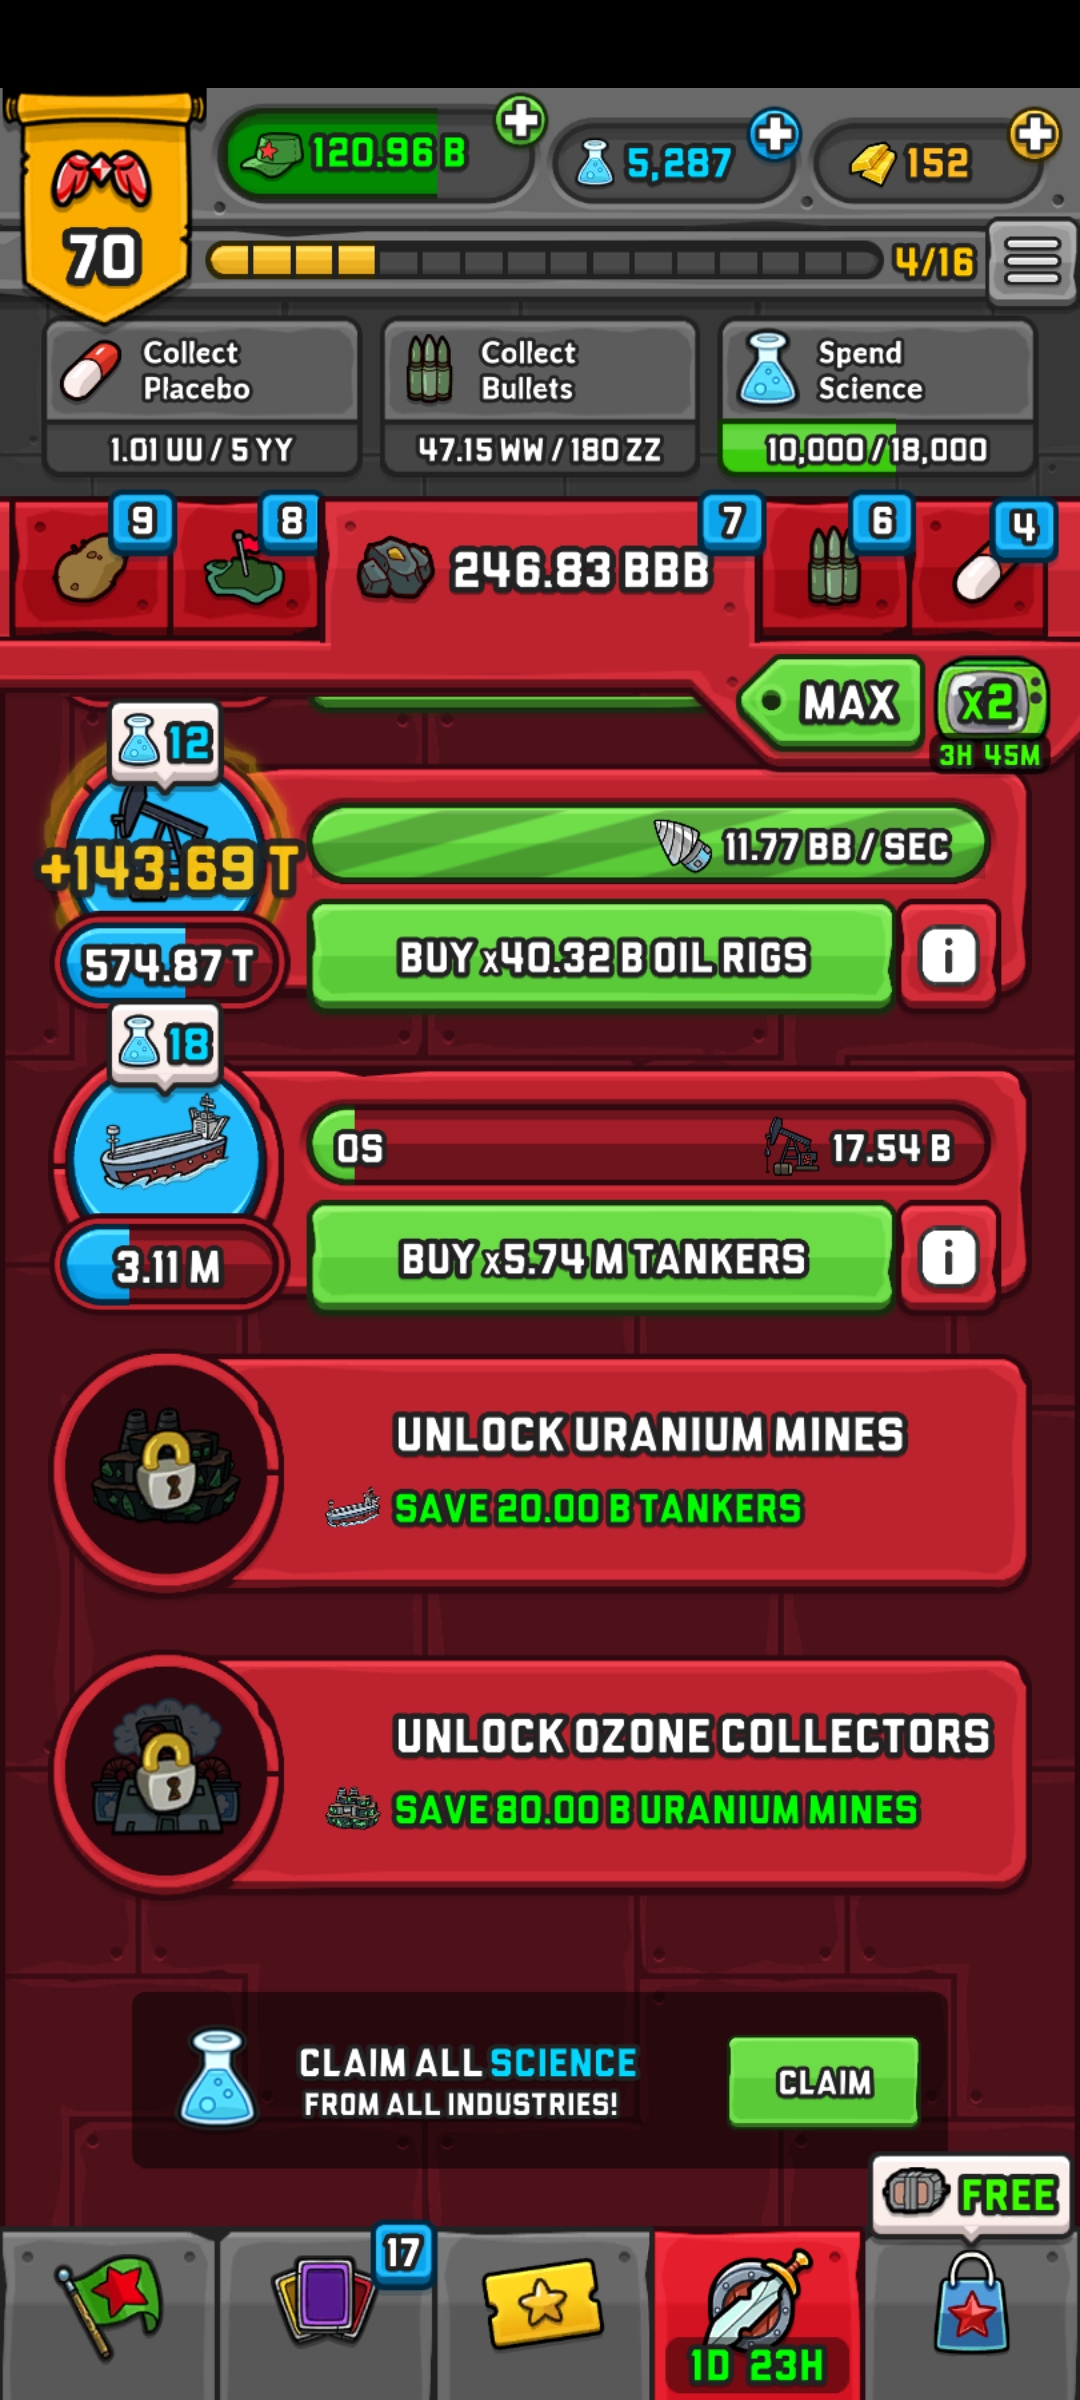 120.96 B
5,287
152
70
4/16
Collect
Placebo
1.01 UU / 5 YY
Collect
Bullets
47.15 WW / 180 ZZ
Spend
Science
10,000 / 18,000
9
8
246.83 BBB
7
6
4
MAX
x2
3H 45M
12
+143.69 T
11.77 BB / SEC
574.87 T
BUY x40.32 B OIL RIGS
i
18
0S
17.54 B
3.11 M
BUY x5.74 M TANKERS
i
UNLOCK URANIUM MINES
SAVE 20.00 B TANKERS
UNLOCK OZONE COLLECTORS
SAVE 80.00 B URANIUM MINES
CLAIM ALL SCIENCE
FROM ALL INDUSTRIES!
CLAIM
FREE
17
1D 23H